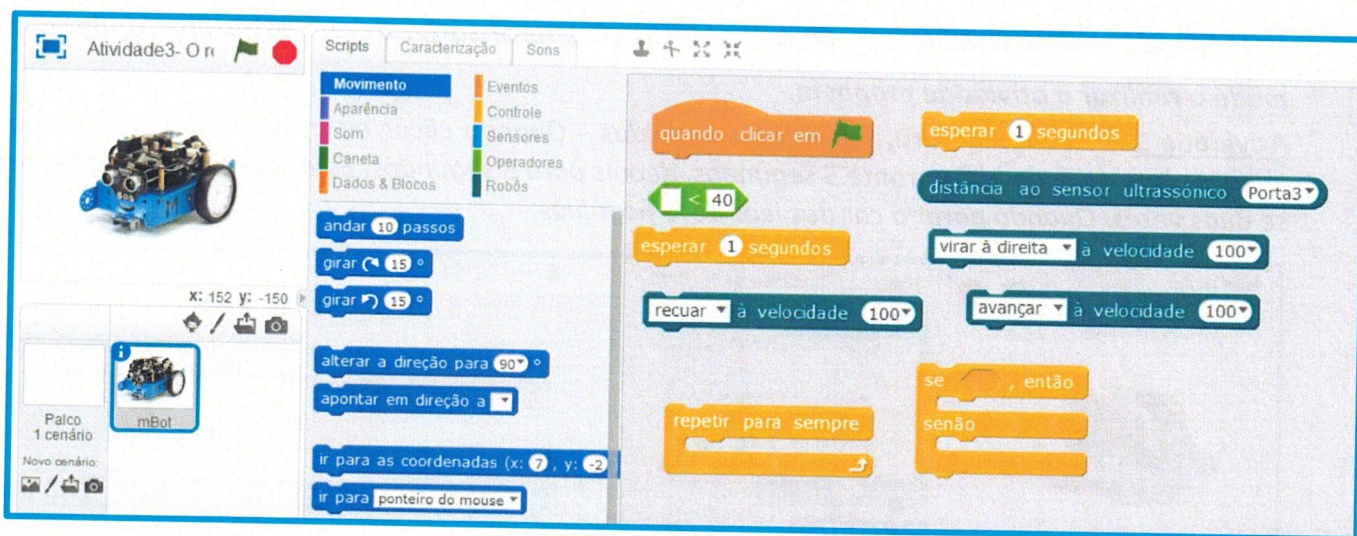 Atividade3- O re
Scripts
Caracterização
Sons
Movimento
Aparência
Som
Caneta
Dados & Blocos
Eventos
Controle
Sensores
Operadores
Robôs
andar 10 passos
girar 15 °
girar 15 °
alterar a direção para 90 °
apontar em direção a
ir para as coordenadas (x: 7 , y: -2
ir para ponteiro do mouse
x: 152 y: -150
Palco
1 cenário
mBot
Novo cenário:
quando clicar em
< 40
esperar 1 segundos
recuar à velocidade 100
repetir para sempre
esperar 1 segundos
distância ao sensor ultrassónico Porta3
virar à direita à velocidade 100
avançar à velocidade 100
se , então
senão